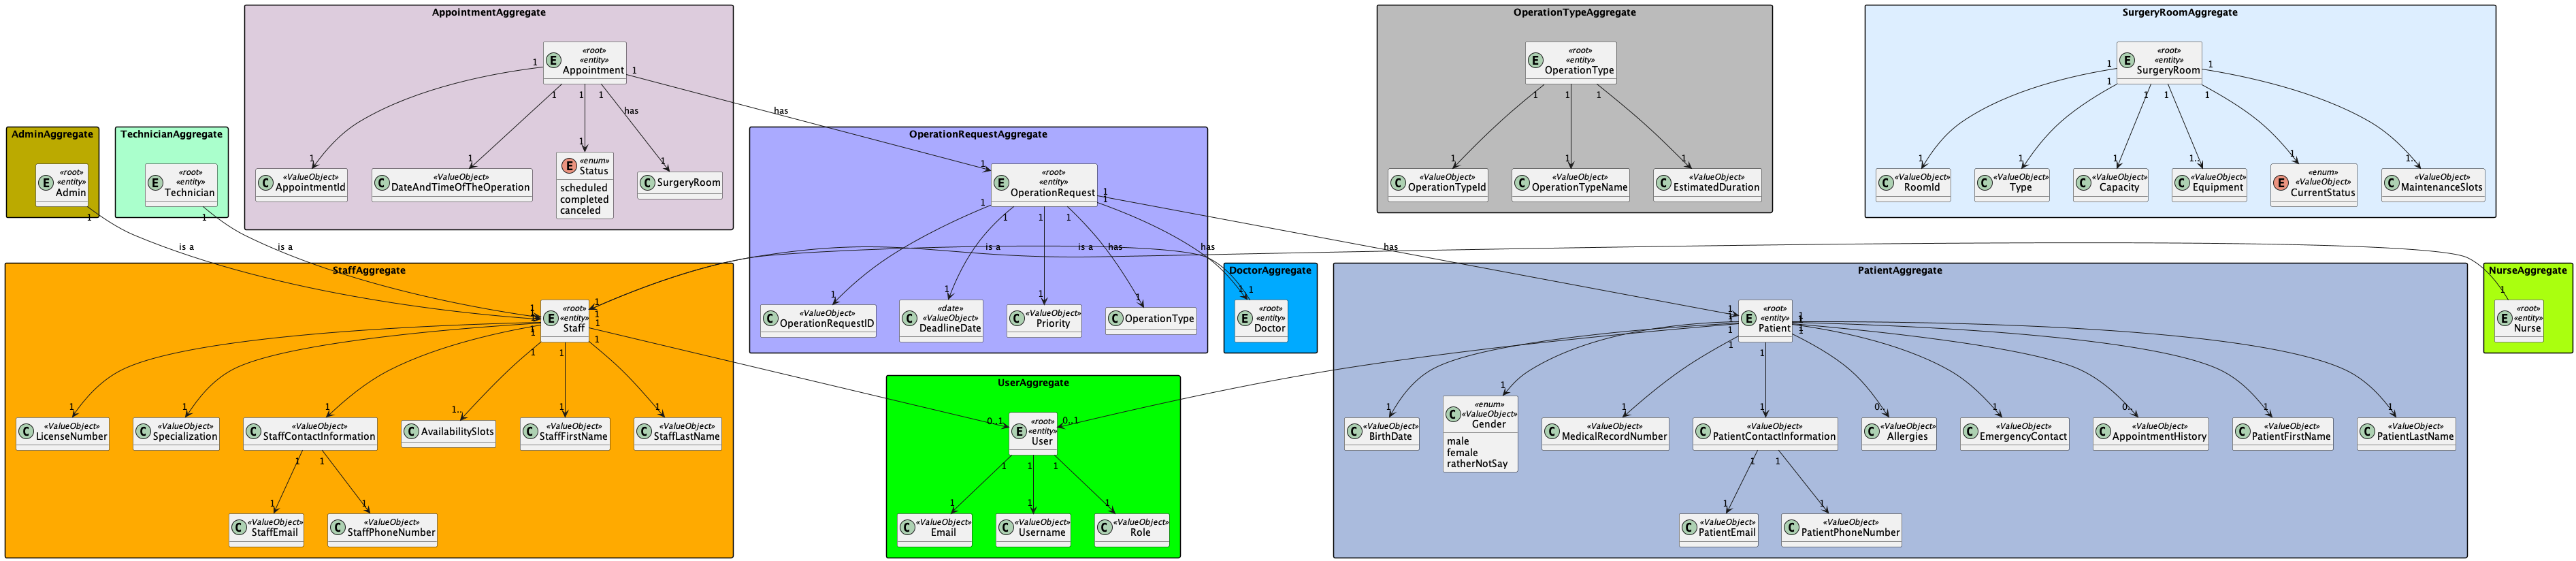 AppointmentAggregate
«root»
«entity»
Appointment
1
1
1
1
1
has
has
1
1
1
1
«ValueObject»
AppointmentId
«ValueObject»
DateAndTimeOfTheOperation
«enum»
Status
scheduled
completed
canceled
SurgeryRoom
OperationTypeAggregate
«root»
«entity»
OperationType
1
1
1
1
1
1
«ValueObject»
OperationTypeId
«ValueObject»
OperationTypeName
«ValueObject»
EstimatedDuration
SurgeryRoomAggregate
«root»
«entity»
SurgeryRoom
1
1
1
1
1
1
1
1
1
1..
1
1..
«ValueObject»
RoomId
«ValueObject»
Type
«ValueObject»
Capacity
«ValueObject»
Equipment
«enum»
«ValueObject»
CurrentStatus
«ValueObject»
MaintenanceSlots
AdminAggregate
«root»
«entity»
Admin
1
is a
TechnicianAggregate
«root»
«entity»
Technician
1
is a
OperationRequestAggregate
1
«root»
«entity»
OperationRequest
1
1
1
1
1
1
is a
has
has
has
1
1
1
1
«ValueObject»
OperationRequestID
«date»
«ValueObject»
DeadlineDate
«ValueObject»
Priority
OperationType
DoctorAggregate
1
1
«root»
«entity»
Doctor
StaffAggregate
«root»
«entity»
Staff
1
1
1
1
1
1
1
1
1
1
1
1
1
1..
1
1
«ValueObject»
LicenseNumber
«ValueObject»
Specialization
«ValueObject»
StaffContactInformation
AvailabilitySlots
«ValueObject»
StaffFirstName
«ValueObject»
StaffLastName
1
1
1
1
«ValueObject»
StaffEmail
«ValueObject»
StaffPhoneNumber
UserAggregate
0..1
0..1
«root»
«entity»
User
1
1
1
1
1
1
«ValueObject»
Email
«ValueObject»
Username
«ValueObject»
Role
PatientAggregate
«root»
«entity»
Patient
1
1
1
1
1
1
1
1
1
1
1
0..
1
0..
1
1
«ValueObject»
BirthDate
«enum»
«ValueObject»
Gender
male
female
ratherNotSay
«ValueObject»
MedicalRecordNumber
«ValueObject»
PatientContactInformation
«ValueObject»
Allergies
«ValueObject»
EmergencyContact
«ValueObject»
AppointmentHistory
«ValueObject»
PatientFirstName
«ValueObject»
PatientLastName
1
1
1
1
«ValueObject»
PatientEmail
«ValueObject»
PatientPhoneNumber
NurseAggregate
1
«root»
«entity»
Nurse